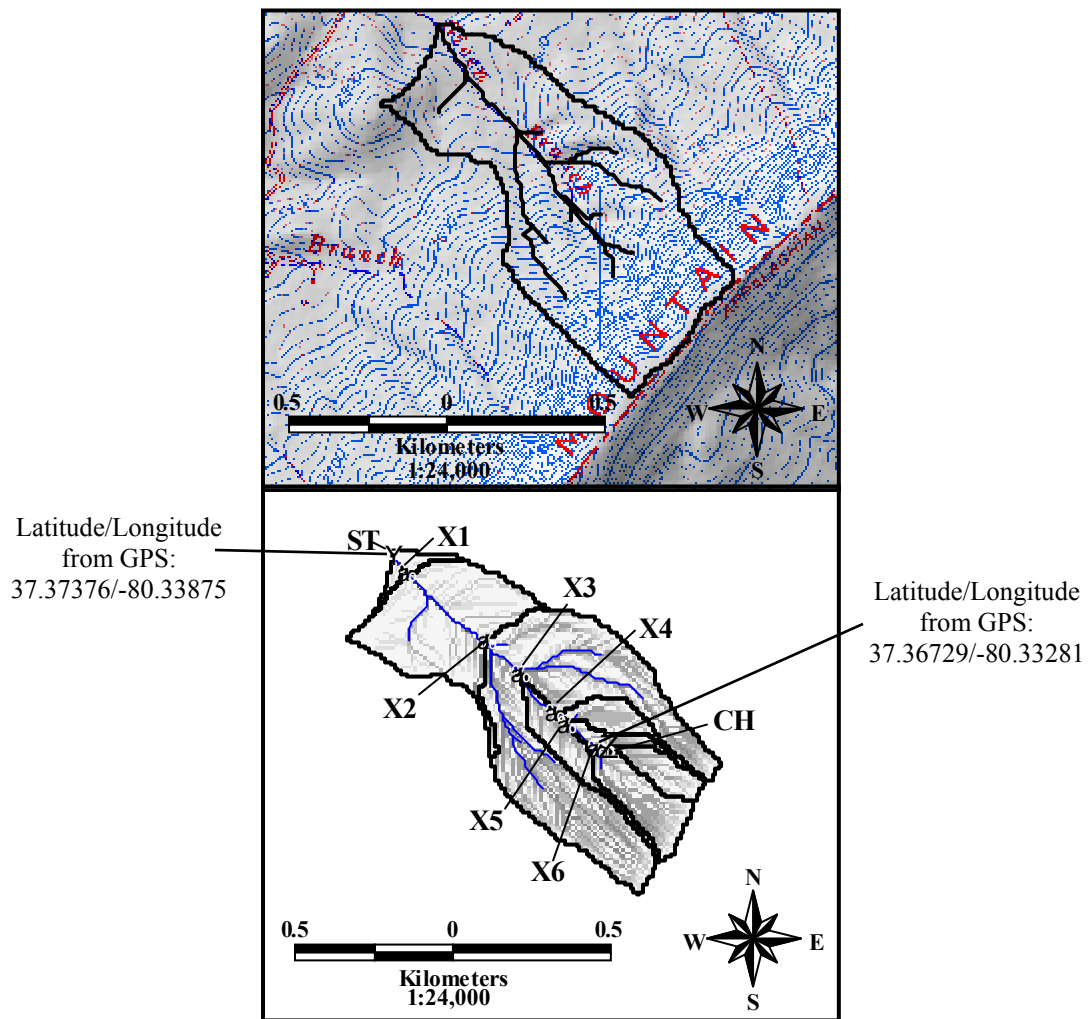 Branch
MOUNTAIN
APPALACHIAN
N
W E
S
0.5 0 0.5
Kilometers
1:24,000
Latitude/Longitude
from GPS:
37.37376/-80.33875
ST
X1
X3
X4
Latitude/Longitude
from GPS:
37.36729/-80.33281
X2
CH
X5
X6
N
W E
S
0.5 0 0.5
Kilometers
1:24,000